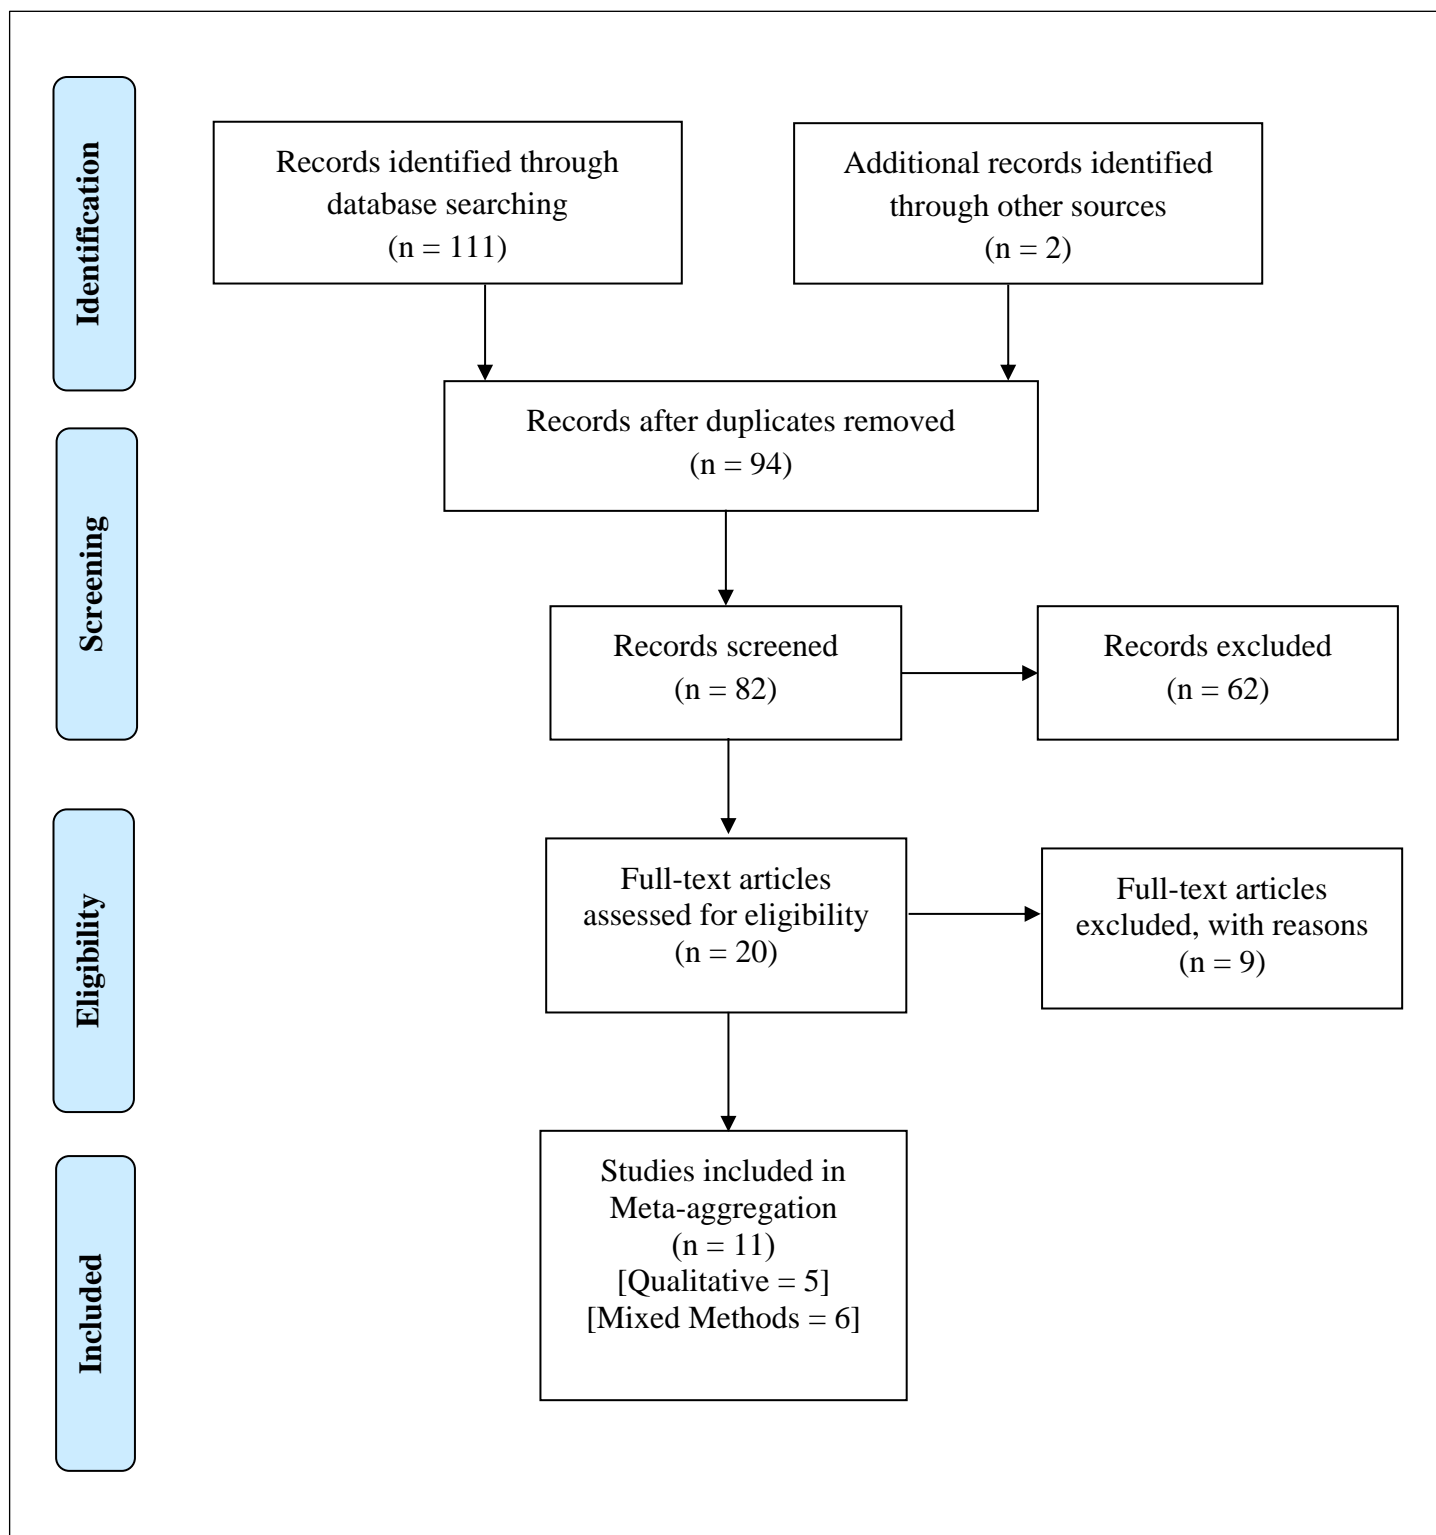 Identification
Records identified through
database searching
(n = 111)
Additional records identified
through other sources
(n = 2)
Records after duplicates removed
(n = 94)
Screening
Records screened
(n = 82)
Records excluded
(n = 62)
Eligibility
Full-text articles
assessed for eligibility
(n = 20)
Full-text articles
excluded, with reasons
(n = 9)
Included
Studies included in
Meta-aggregation
(n = 11)
[Qualitative = 5]
[Mixed Methods = 6]